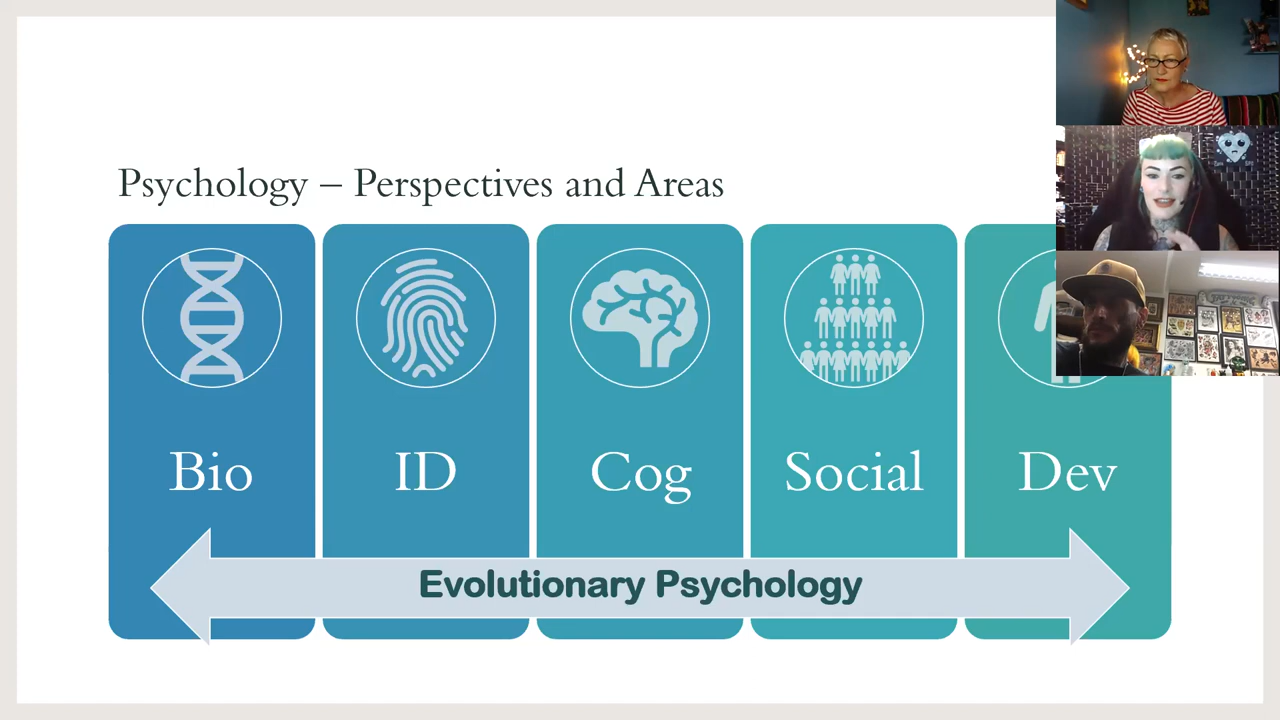 Psychology – Perspectives and Areas
Bio
ID
Cog
Social
Dev
Evolutionary Psychology